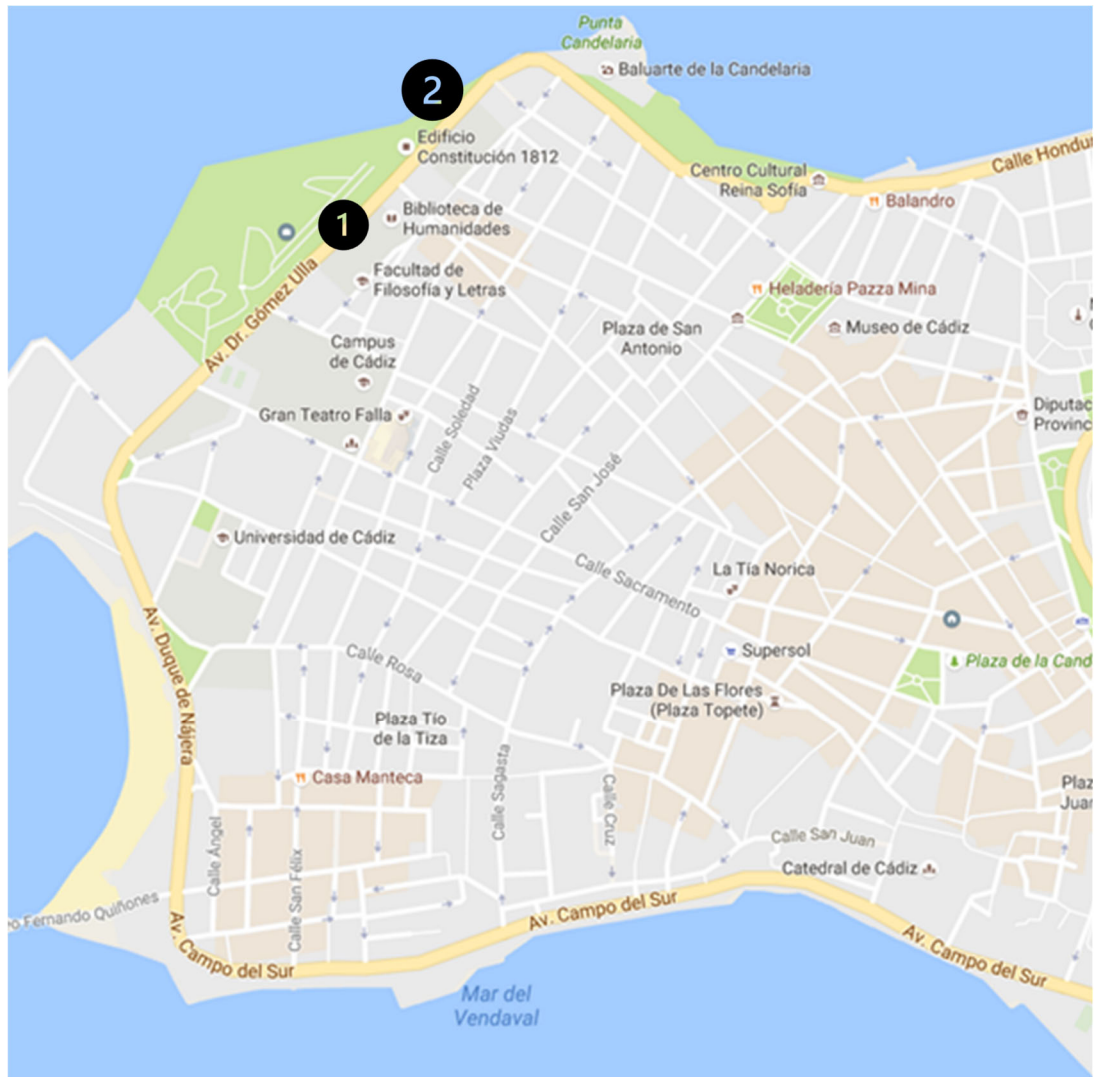 Punta
Candelaria
Baluarte de la Candelaria
2
Edificio
Constitución 1812
Calle Hondur
Centro Cultural
Reina Sofía
Balandro
1
Biblioteca de
Humanidades
Av. Dr. Gómez Ulla
Facultad de
Filosofía y Letras
Heladería Pazza Mina
Plaza de San
Antonio
Museo de Cádiz
Campus
de Cádiz
Gran Teatro Falla
Calle Soledad
Plaza Viudas
Diputac
Provinc
Calle San José
Universidad de Cádiz
Calle Sacramento
La Tía Norica
Av. Duque de Nájera
Calle Rosa
Supersol
Plaza de la Cand
Plaza De Las Flores
(Plaza Topete)
Plaza Tío
de la Tiza
Casa Manteca
Calle Sagasta
Calle Cruz
Plaz
Juan
Calle Ángel
Calle San Félix
Calle San Juan
Catedral de Cádiz
o Fernando Quiñones
Av. Campo del Sur
Av. Campo del Sur
Av. Campo del Sur
Mar del
Vendaval